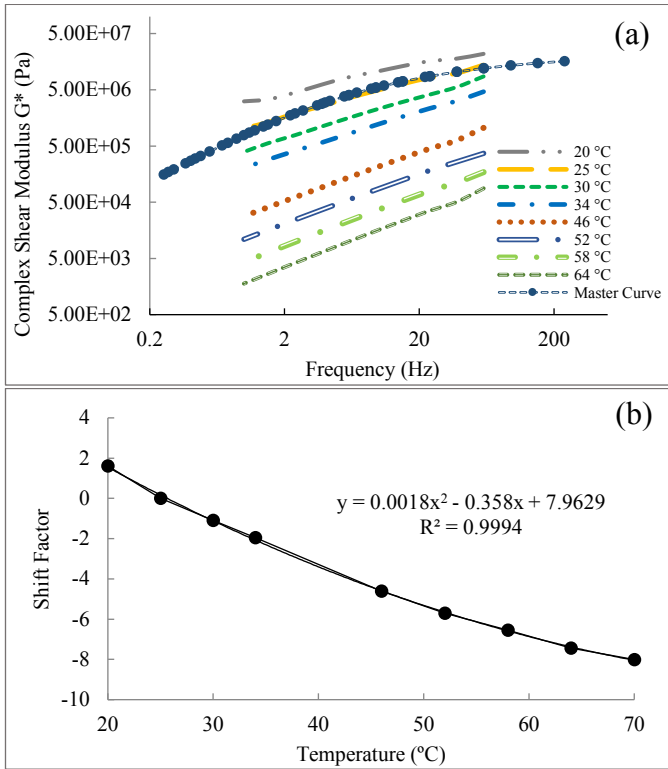 (a)
Complex Shear Modulus G* (Pa)
5.00E+07
5.00E+06
5.00E+05
5.00E+04
5.00E+03
5.00E+02
0.2
2
20
200
Frequency (Hz)
20 °C
25 °C
30 °C
34 °C
46 °C
52 °C
58 °C
64 °C
Master Curve
(b)
Shift Factor
4
2
0
-2
-4
-6
-8
-10
y = 0.0018x² - 0.358x + 7.9629
R² = 0.9994
20
30
40
50
60
70
Temperature (ºC)